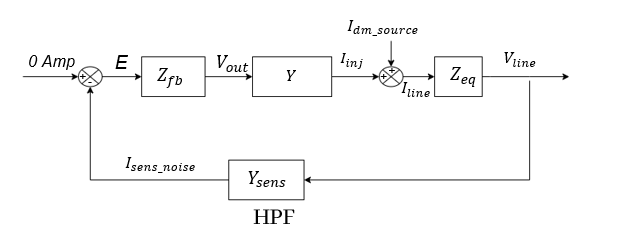 I_dm_source
0 Amp
E
Z_fb
V_out
Y
I_inj
I_line
Z_eq
V_line
+
-
+
+
I_sens_noise
Y_sens
HPF